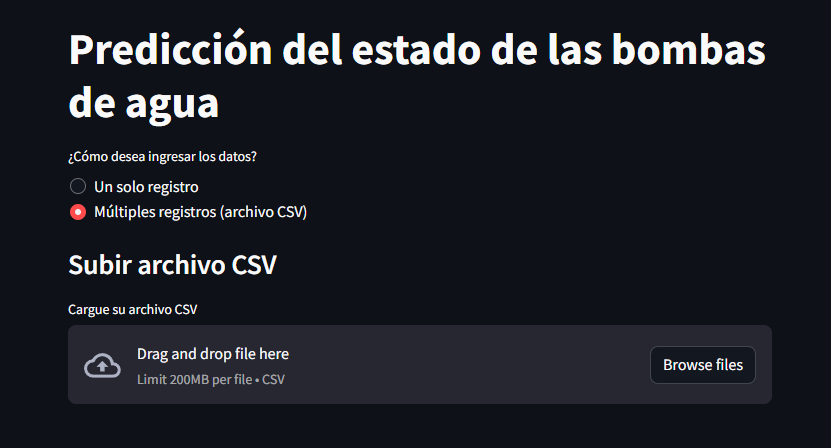 Predicción del estado de las bombas
de agua
¿Cómo desea ingresar los datos?
Un solo registro
Múltiples registros (archivo CSV)
Subir archivo CSV
Cargue su archivo CSV
Drag and drop file here
Limit 200MB per file • CSV
Browse files